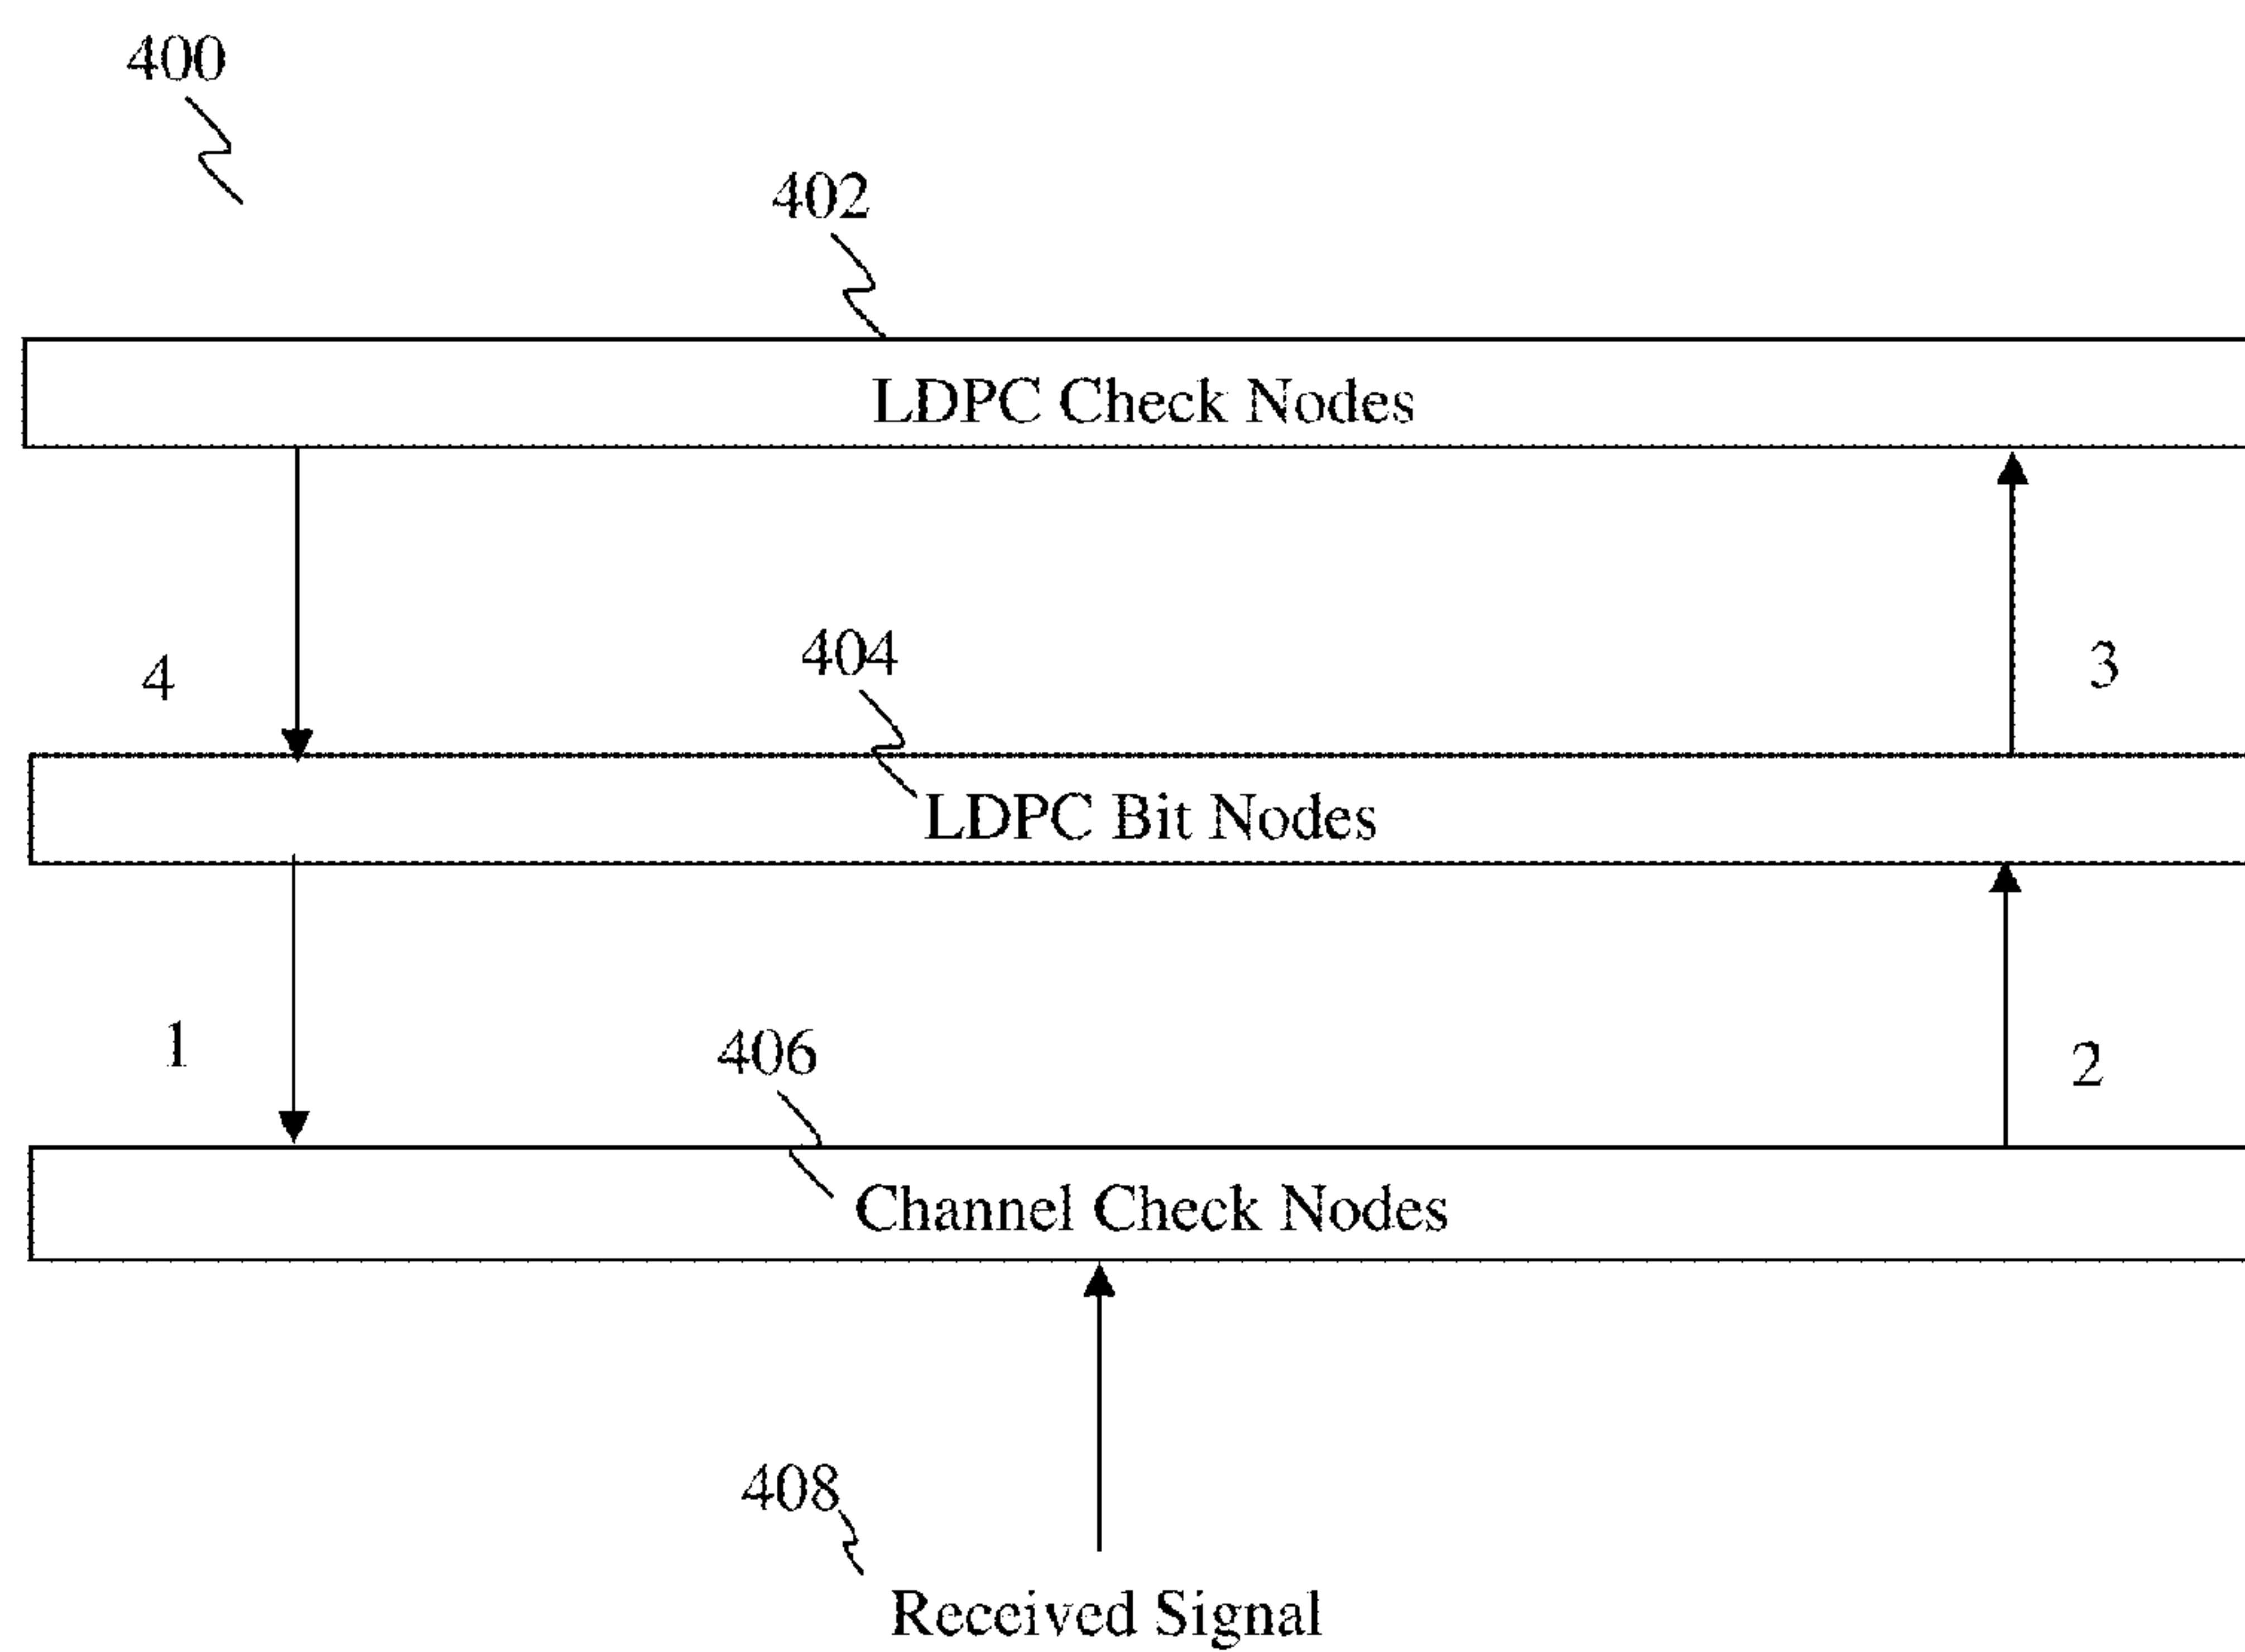 400
402
LDPC Check Nodes
4
404
3
LDPC Bit Nodes
1
406
2
Channel Check Nodes
408
Received Signal